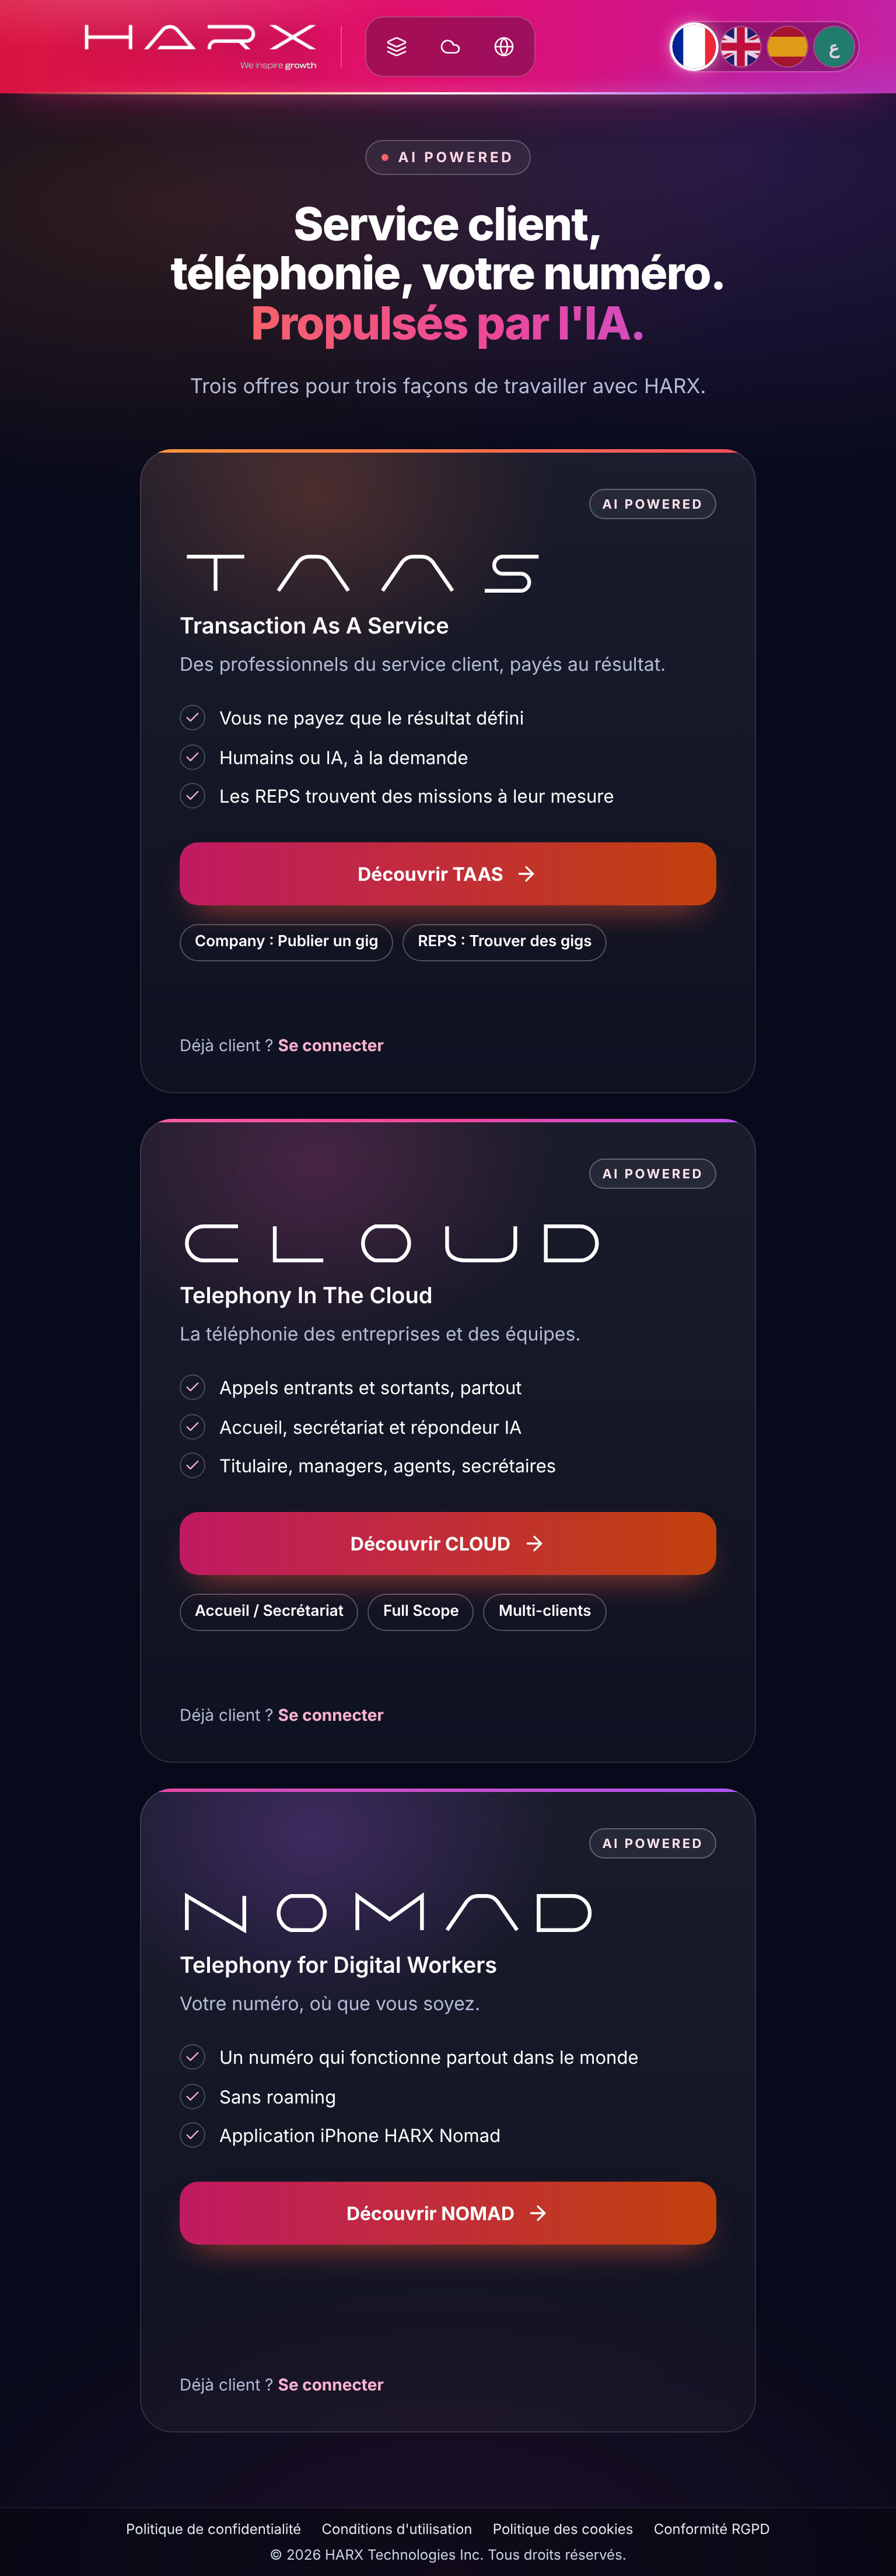 HARX
We inspire growth
ع
AI POWERED
Service client,
téléphonie, votre numéro.
Propulsés par l'IA.
Trois offres pour trois façons de travailler avec HARX.
AI POWERED
TAAS
Transaction As A Service
Des professionnels du service client, payés au résultat.
Vous ne payez que le résultat défini
Humains ou IA, à la demande
Les REPS trouvent des missions à leur mesure
Découvrir TAAS
Company : Publier un gig
REPS : Trouver des gigs
Déjà client ? Se connecter
AI POWERED
CLOUD
Telephony In The Cloud
La téléphonie des entreprises et des équipes.
Appels entrants et sortants, partout
Accueil, secrétariat et répondeur IA
Titulaire, managers, agents, secrétaires
Découvrir CLOUD
Accueil / Secrétariat
Full Scope
Multi-clients
Déjà client ? Se connecter
AI POWERED
NOMAD
Telephony for Digital Workers
Votre numéro, où que vous soyez.
Un numéro qui fonctionne partout dans le monde
Sans roaming
Application iPhone HARX Nomad
Découvrir NOMAD
Déjà client ? Se connecter
Politique de confidentialité Conditions d'utilisation Politique des cookies Conformité RGPD
© 2026 HARX Technologies Inc. Tous droits réservés.